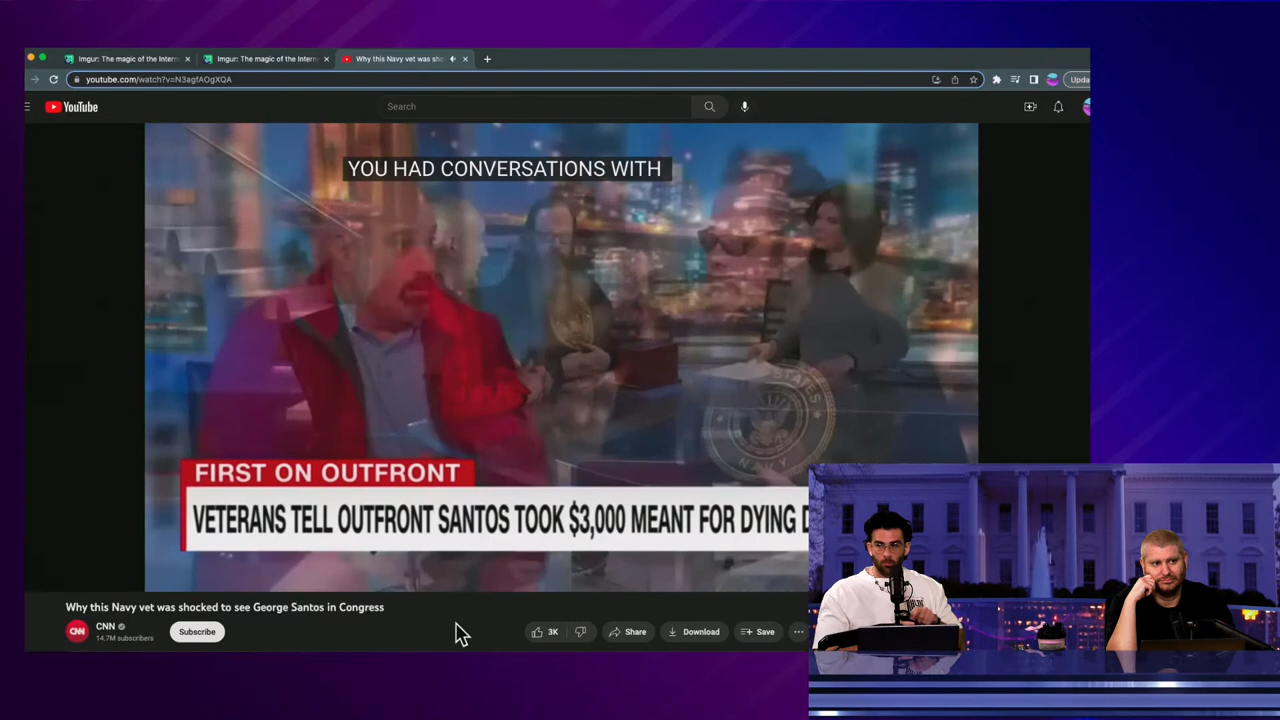 Imgur: The magic of the Intern
Imgur: The magic of the Intern
Why this Navy vet was sho
youtube.com/watch?v=N3agfAOgXQA
Upda
YouTube
Search
YOU HAD CONVERSATIONS WITH
NAVY
FIRST ON OUTFRONT
VETERANS TELL OUTFRONT SANTOS TOOK $3,000 MEANT FOR DYING D
Why this Navy vet was shocked to see George Santos in Congress
CNN
CNN
14.7M subscribers
Subscribe
3K
Share
Download
Save